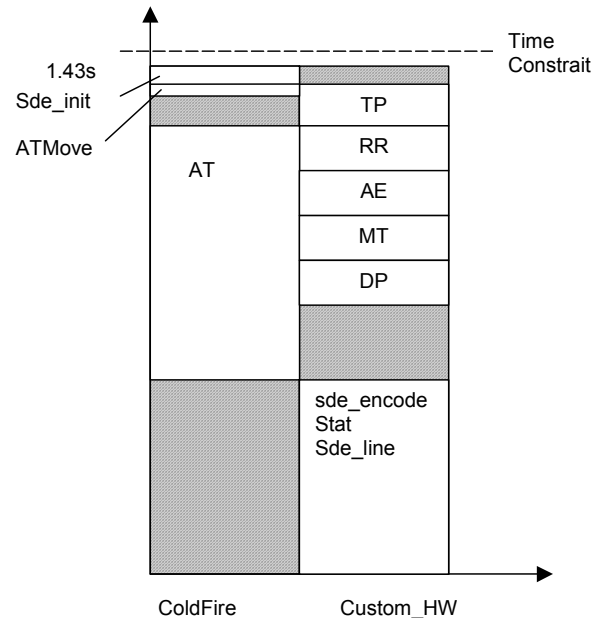 Time
Constrait
1.43s
Sde_init
ATMove
TP
RR
AT
AE
MT
DP
sde_encode
Stat
Sde_line
ColdFire
Custom_HW